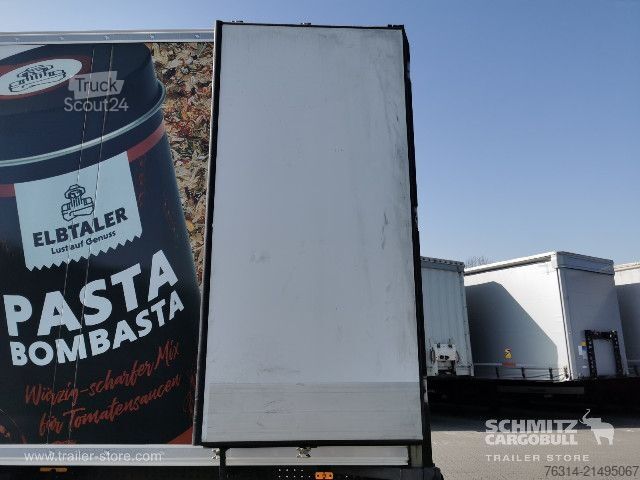 Truck
Scout24
ELBTALER
Lust auf Genuss
PASTA
BOMBASTA
Würzig-scharfer Mix
für Tomatensaucen
www.trailer-store.com
SCHMITZ
CARGOBULL
TRAILER STORE
76314-21495067